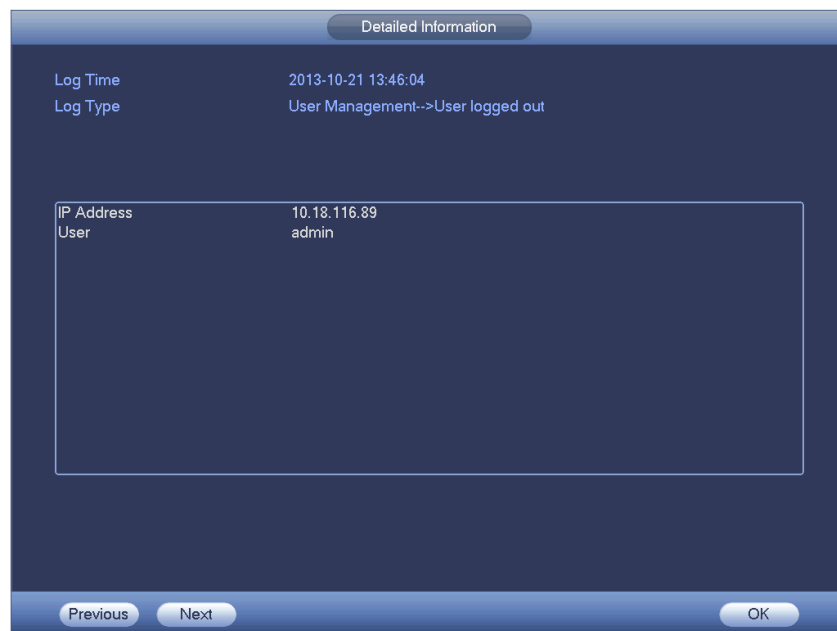 Detailed Information
Log Time 2013-10-21 13:46:04
Log Type User Management-->User logged out
IP Address 10.18.116.89
User admin
Previous Next OK